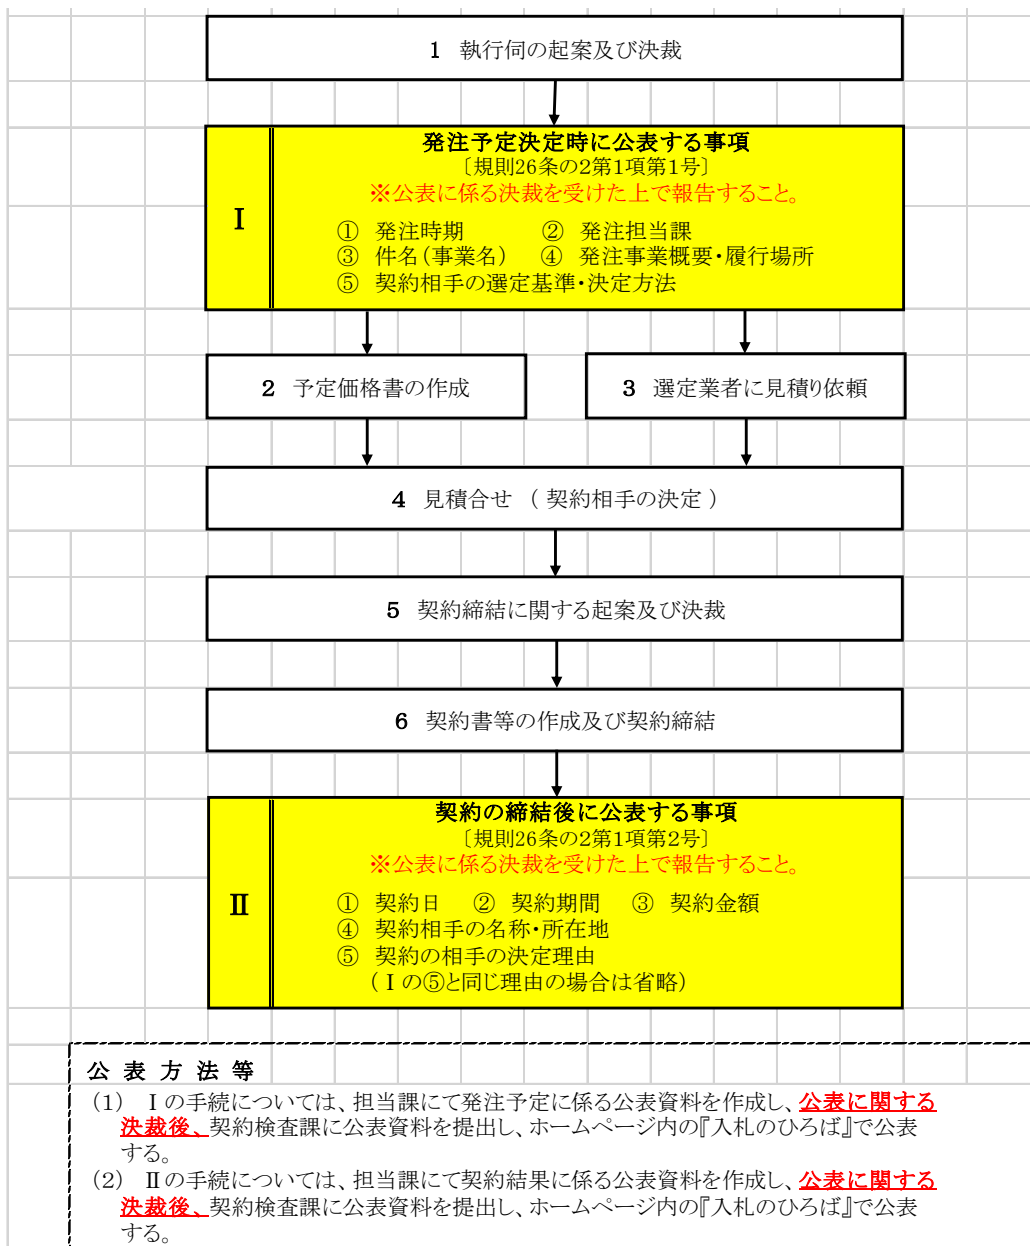 1 執行伺の起案及び決裁
発注予定決定時に公表する事項
〔規則26条の2第1項第1号〕
※公表に係る決裁を受けた上で報告すること。
Ⅰ
① 発注時期 ② 発注担当課
③ 件名(事業名) ④ 発注事業概要・履行場所
⑤ 契約相手の選定基準・決定方法
2 予定価格書の作成
3 選定業者に見積り依頼
4 見積合せ ( 契約相手の決定 )
5 契約締結に関する起案及び決裁
6 契約書等の作成及び契約締結
契約の締結後に公表する事項
〔規則26条の2第1項第2号〕
※公表に係る決裁を受けた上で報告すること。
Ⅱ
① 契約日 ② 契約期間 ③ 契約金額
④ 契約相手の名称・所在地
⑤ 契約の相手の決定理由
(Ⅰの⑤と同じ理由の場合は省略)
公 表 方 法 等
(1) Ⅰの手続については、担当課にて発注予定に係る公表資料を作成し、公表に関する
決裁後、契約検査課に公表資料を提出し、ホームページ内の『入札のひろば』で公表
する。
(2) Ⅱの手続については、担当課にて契約結果に係る公表資料を作成し、公表に関する
決裁後、契約検査課に公表資料を提出し、ホームページ内の『入札のひろば』で公表
する。